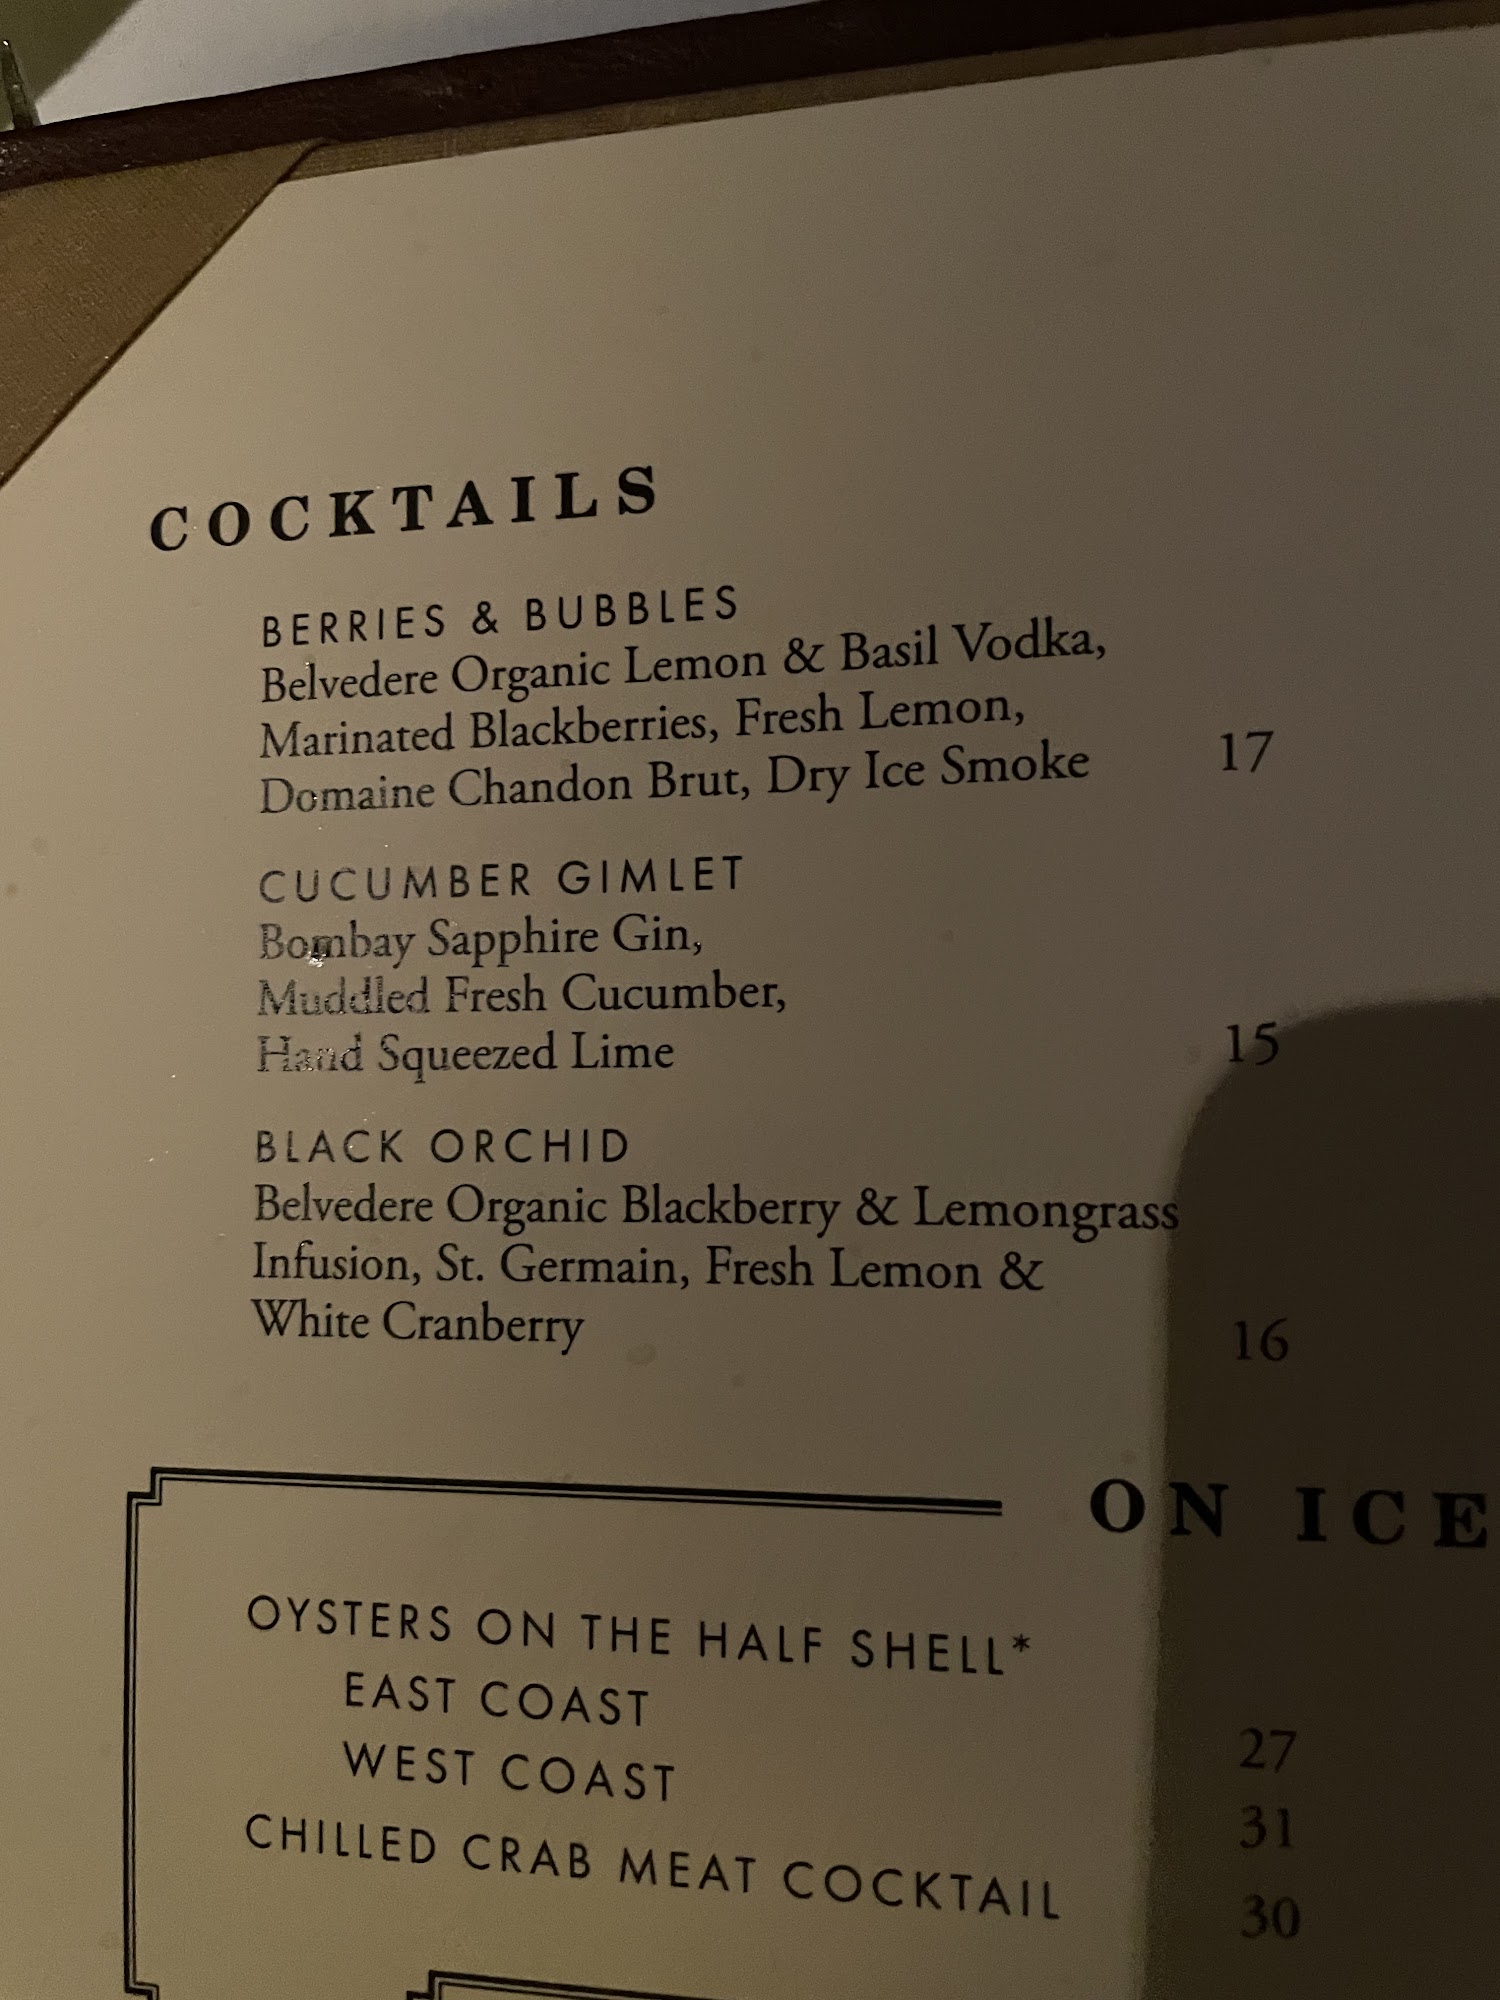 COCKTAILS
BERRIES & BUBBLES
Belvedere Organic Lemon & Basil Vodka,
Marinated Blackberries, Fresh Lemon,
Domaine Chandon Brut, Dry Ice Smoke 17
CUCUMBER GIMLET
Bombay Sapphire Gin,
Muddled Fresh Cucumber,
Hand Squeezed Lime 15
BLACK ORCHID
Belvedere Organic Blackberry & Lemongrass
Infusion, St. Germain, Fresh Lemon &
White Cranberry 16
ON ICE
OYSTERS ON THE HALF SHELL*
EAST COAST 27
WEST COAST 31
CHILLED CRAB MEAT COCKTAIL 30